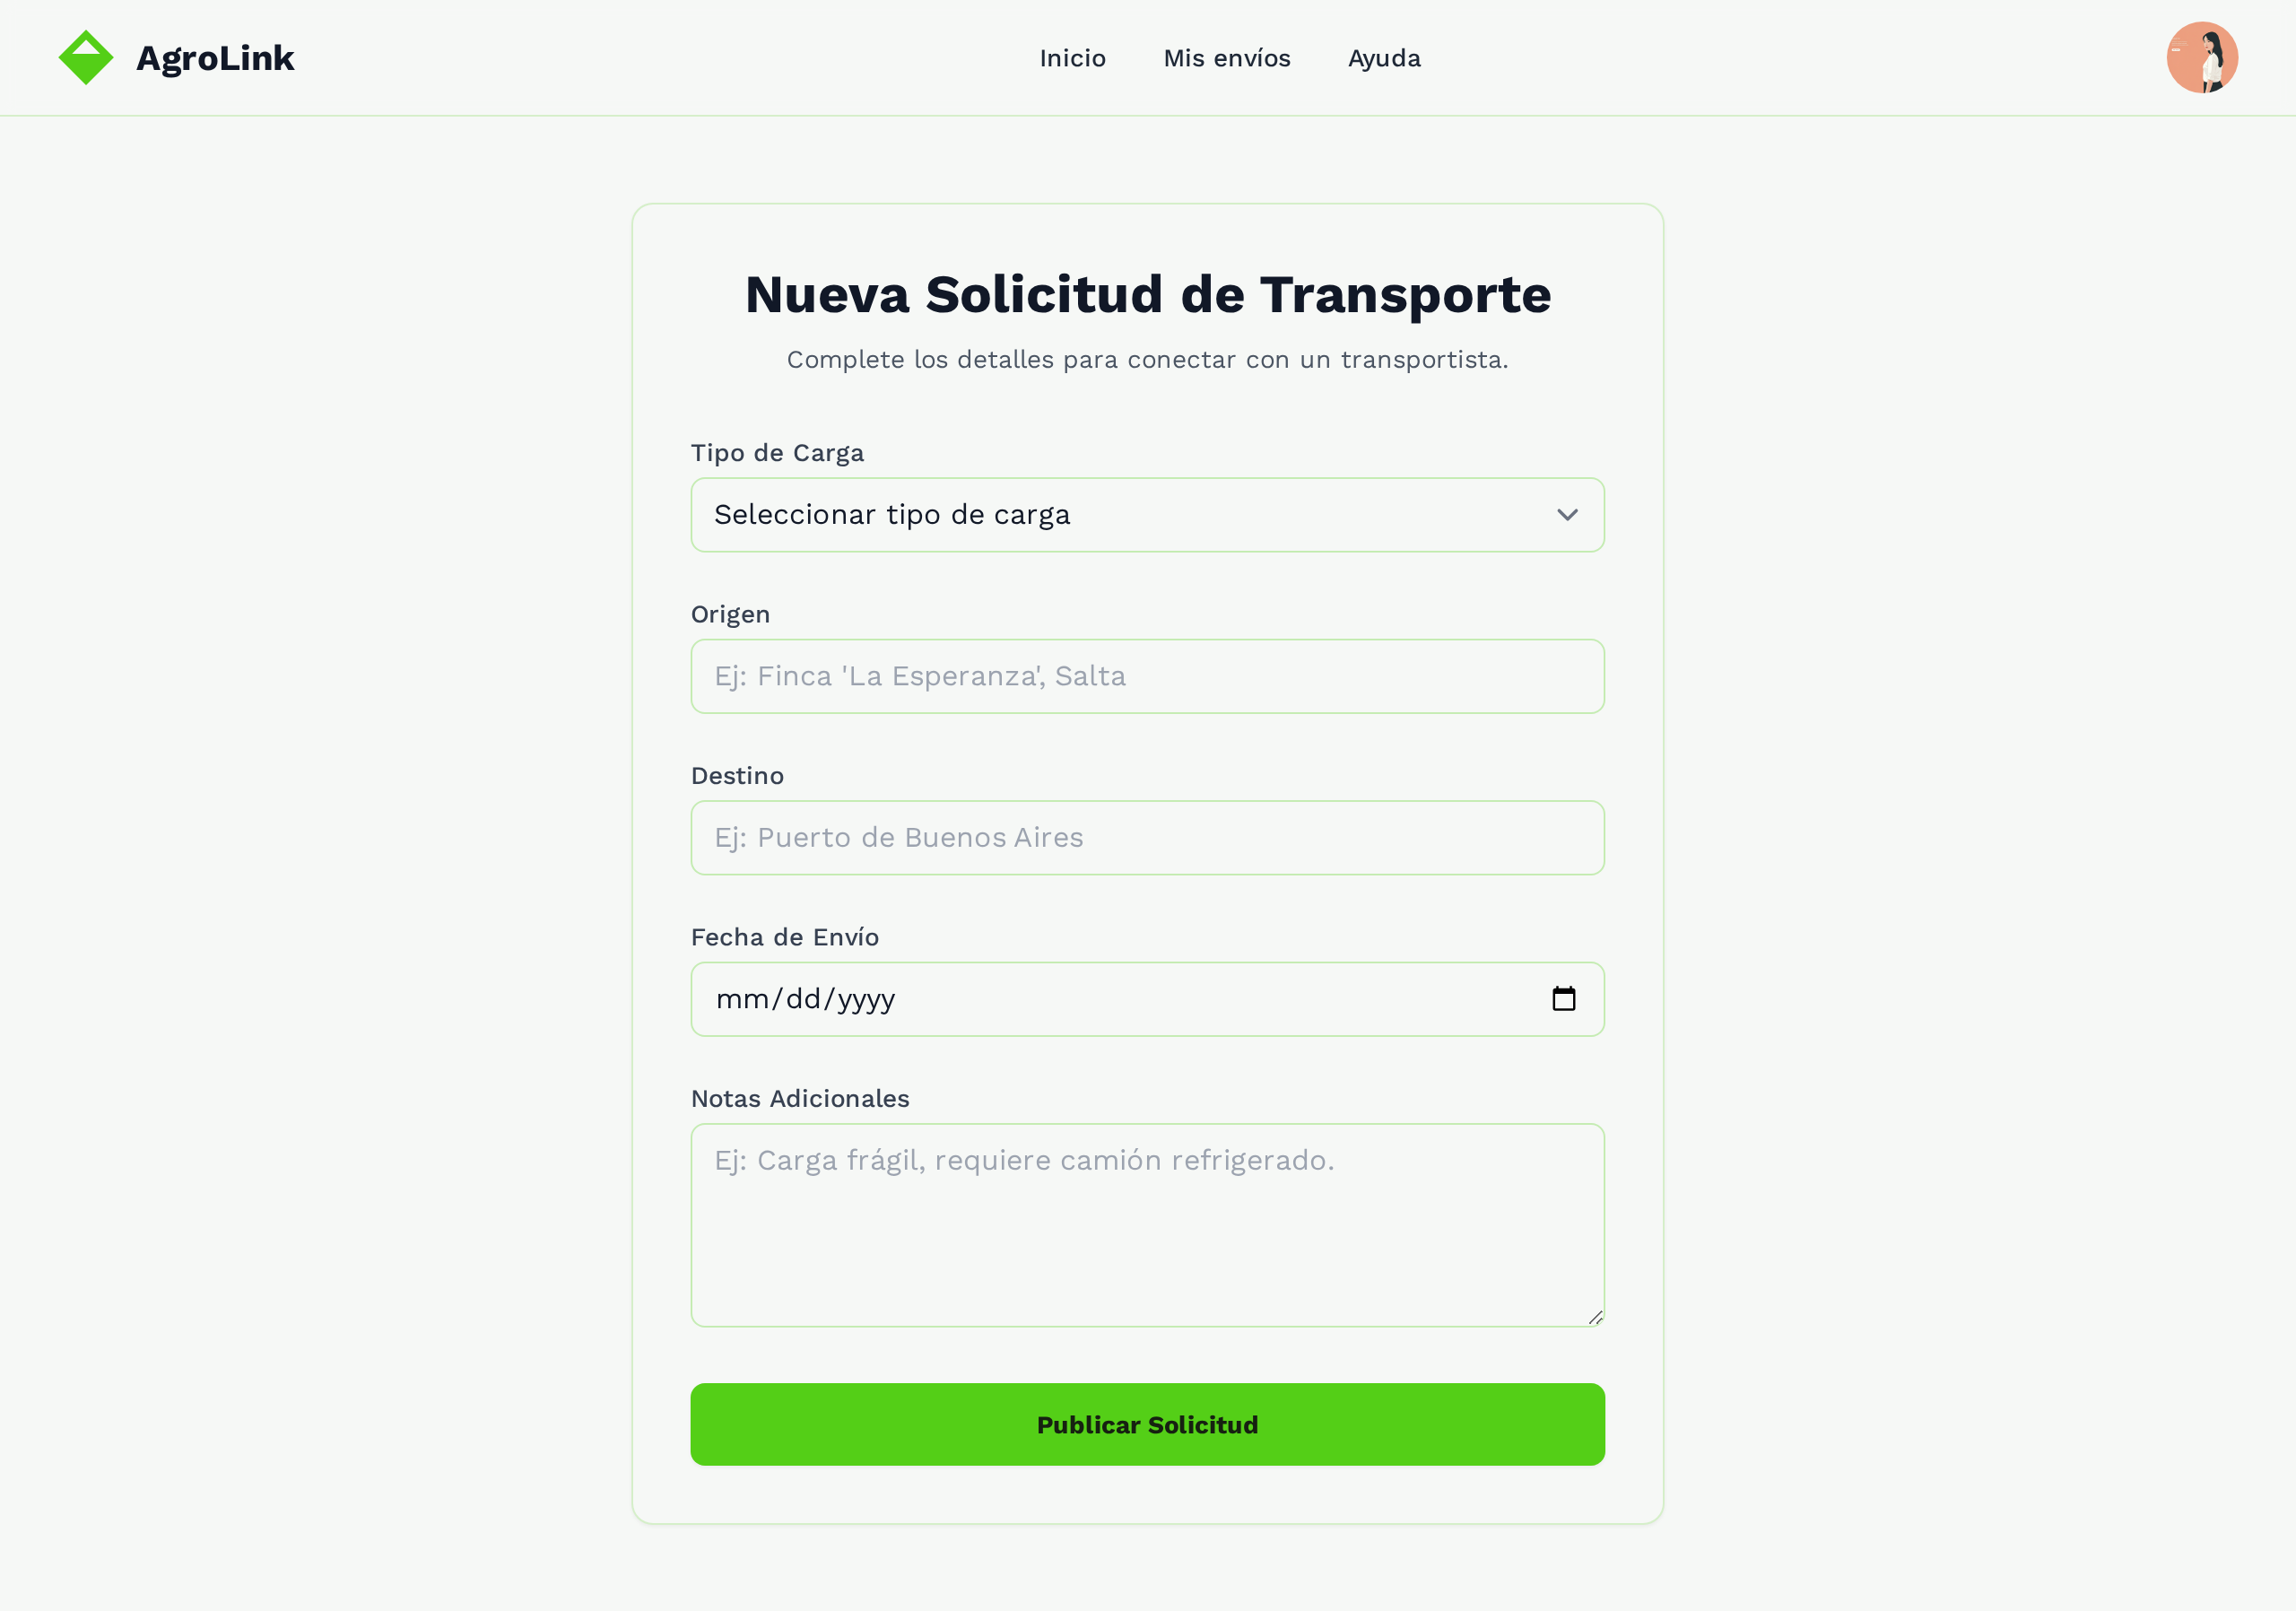 AgroLink
Inicio
Mis envíos
Ayuda
Nueva Solicitud de Transporte
Complete los detalles para conectar con un transportista.
Tipo de Carga
Seleccionar tipo de carga
Origen
Ej: Finca 'La Esperanza', Salta
Destino
Ej: Puerto de Buenos Aires
Fecha de Envío
mm/dd/yyyy
Notas Adicionales
Ej: Carga frágil, requiere camión refrigerado.
Publicar Solicitud